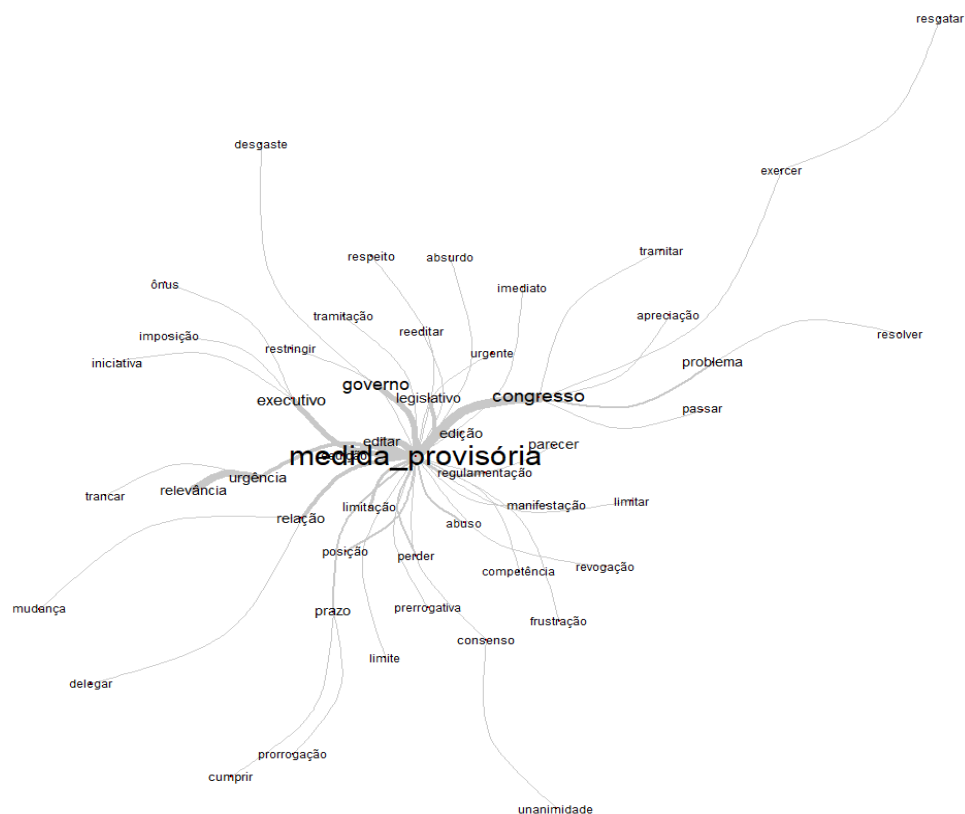 resgatar
desgaste
exercer
respeito
absurdo
tramitar
ônus
imediato
tramitação
apreciação
imposição
reeditar
resolver
iniciativa
restringir
urgente
problema
governo
legislativo
executivo
congresso
passar
edição
editar
parecer
medida_provisória
urgência
regulamentação
relevância
trancar
limitação
manifestação
limitar
relação
abuso
posição
perder
competência
revogação
mudança
prazo
prerrogativa
frustração
consenso
limite
delegar
prorrogação
cumprir
unanimidade